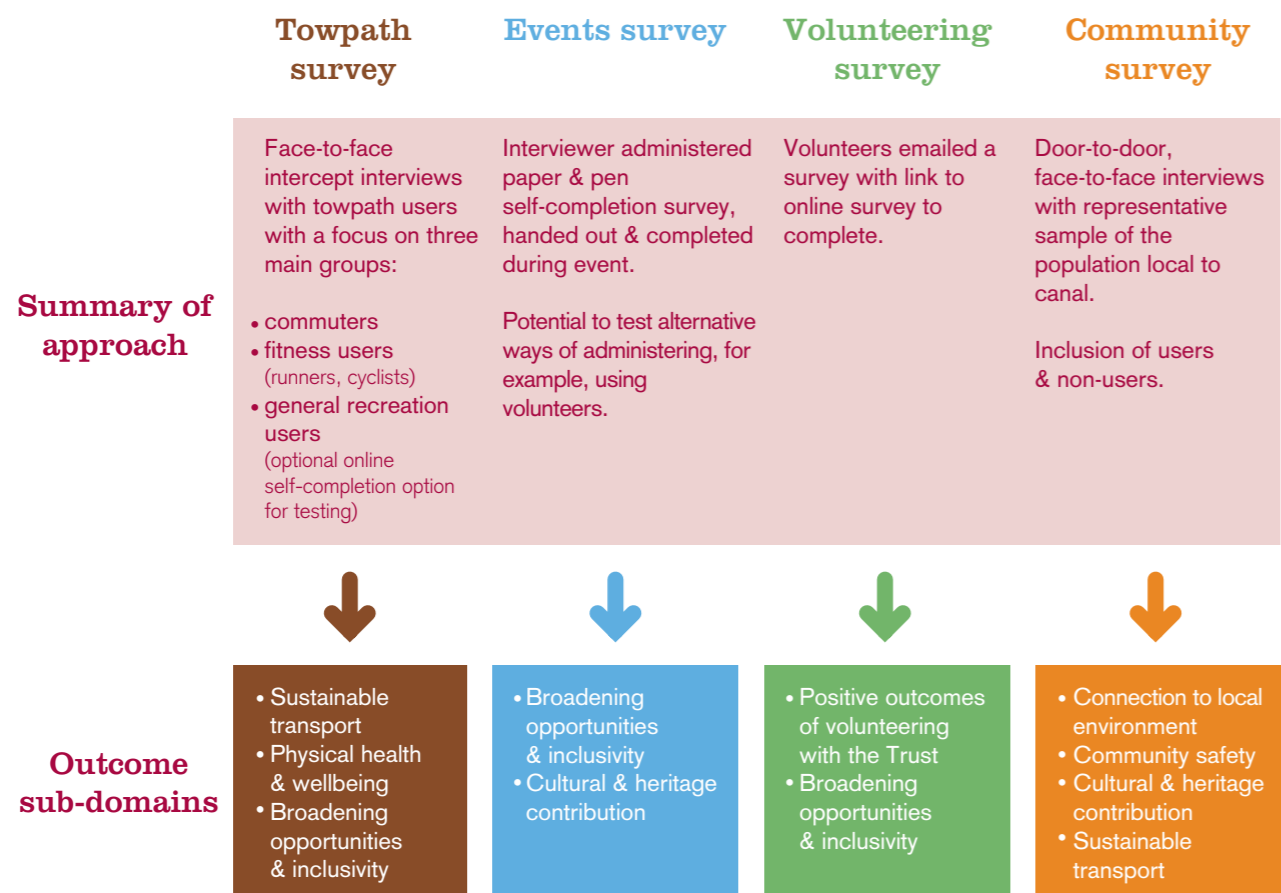 Towpath
survey
Events survey
Volunteering
survey
Community
survey
Summary of
approach
Face-to-face
intercept interviews
with towpath users
with a focus on three
main groups:
• commuters
• fitness users
(runners, cyclists)
• general recreation
users
(optional online
self-completion option
for testing)
Interviewer administered
paper & pen
self-completion survey,
handed out & completed
during event.
Potential to test alternative
ways of administering, for
example, using
volunteers.
Volunteers emailed a
survey with link to
online survey to
complete.
Door-to-door,
face-to-face interviews
with representative
sample of the
population local to
canal.
Inclusion of users
& non-users.
Outcome
sub-domains
• Sustainable
transport
• Physical health
& wellbeing
• Broadening
opportunities
& inclusivity
• Broadening
opportunities
& inclusivity
• Cultural & heritage
contribution
• Positive outcomes
of volunteering
with the Trust
• Broadening
opportunities
& inclusivity
• Connection to local
environment
• Community safety
• Cultural & heritage
contribution
• Sustainable
transport